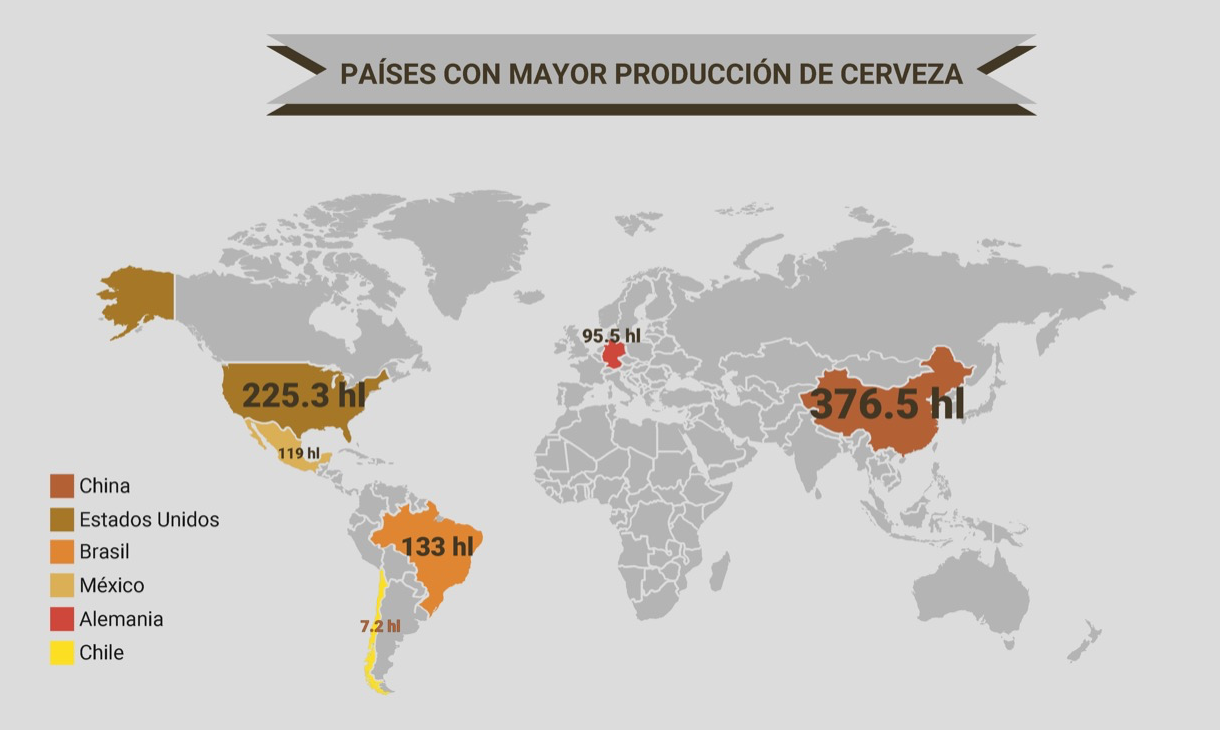 PAÍSES CON MAYOR PRODUCCIÓN DE CERVEZA
95.5 hl
225.3 hl
376.5 hl
119 hl
133 hl
7.2 hl
China
Estados Unidos
Brasil
México
Alemania
Chile